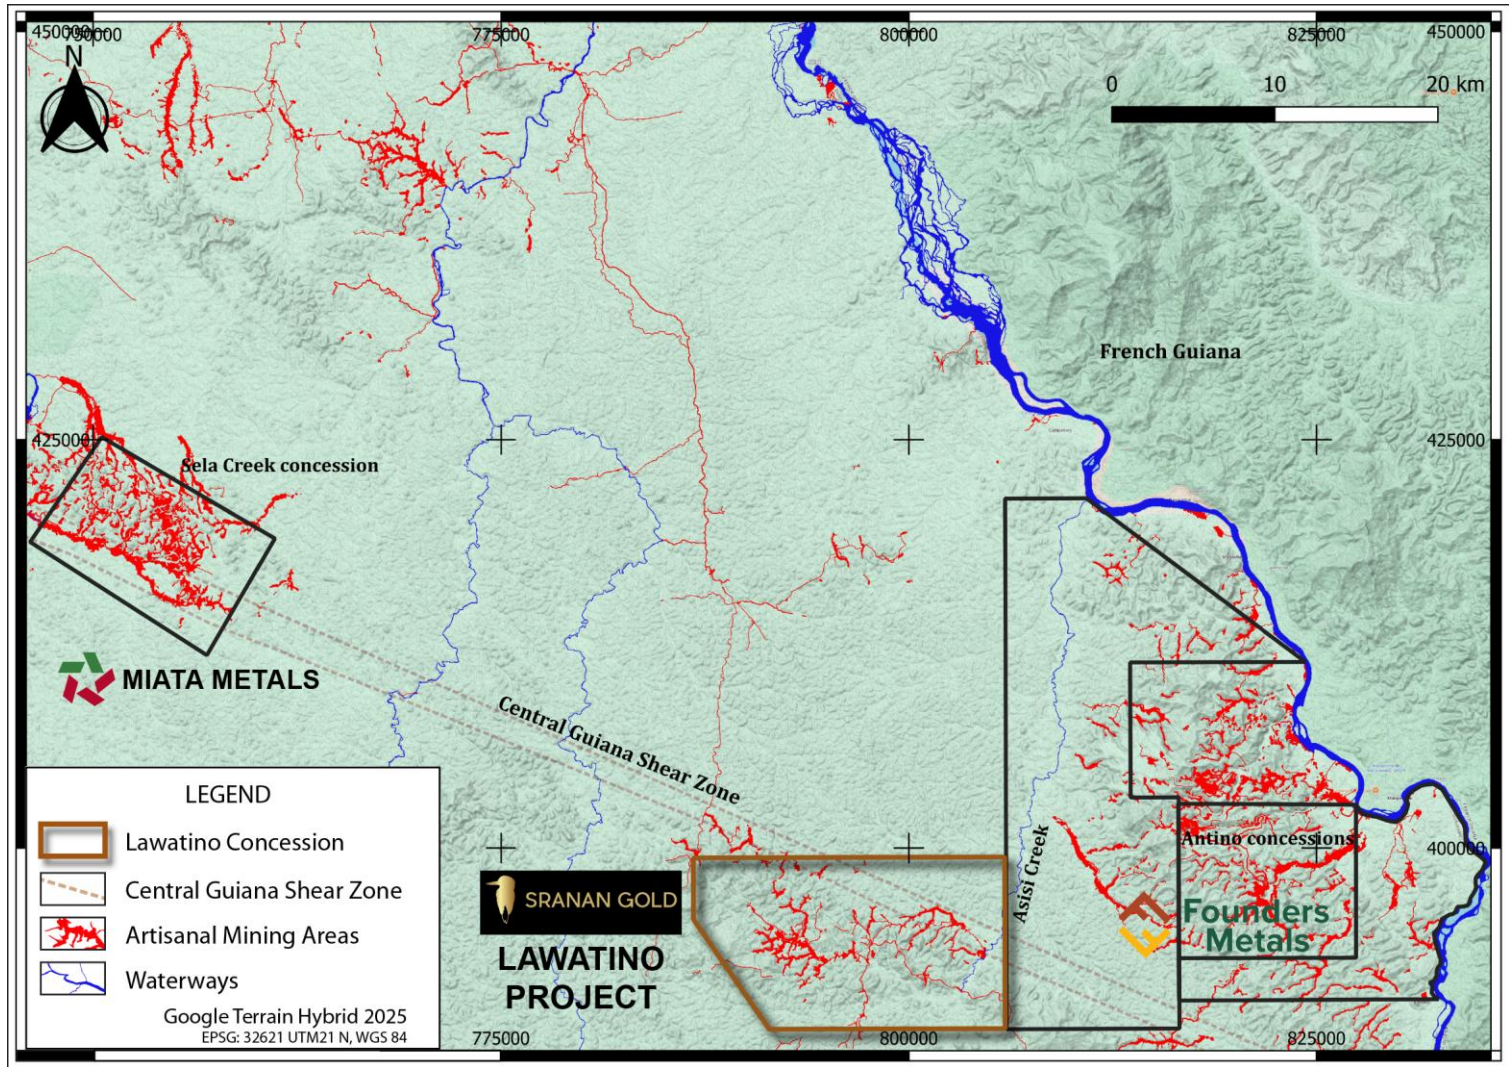 450000
750000
775000
800000
825000
450000
N
0
10
20 km
French Guiana
425000
425000
Sela Creek concession
MIATA METALS
Central Guiana Shear Zone
LEGEND
Lawatino Concession
Central Guiana Shear Zone
Artisanal Mining Areas
Waterways
Google Terrain Hybrid 2025
EPSG: 32621 UTM21 N, WGS 84
SRANAN GOLD
LAWATINO
PROJECT
Asisi Creek
Antino concessions
400000
Founders
Metals
775000
800000
825000